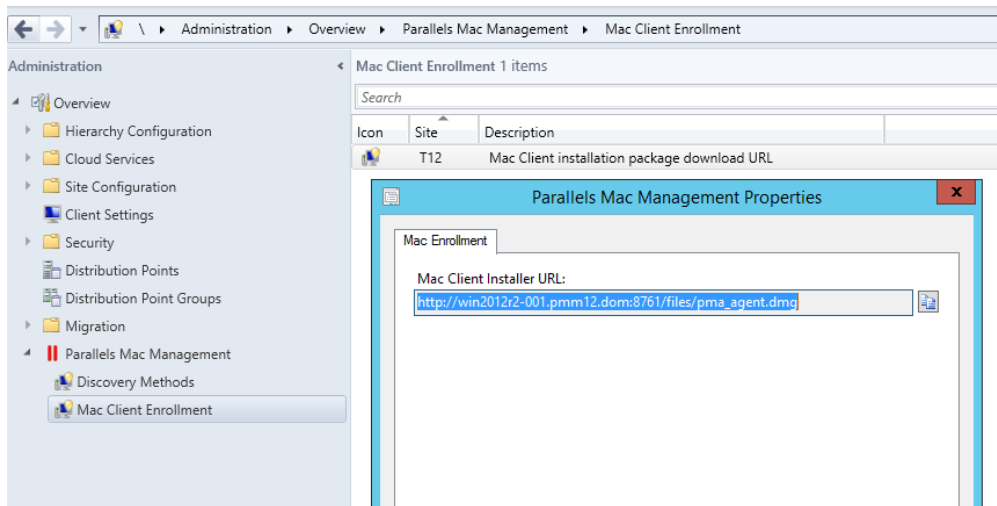 \ Administration Overview Parallels Mac Management Mac Client Enrollment
Administration
Overview
Hierarchy Configuration
Cloud Services
Site Configuration
Client Settings
Security
Distribution Points
Distribution Point Groups
Migration
Parallels Mac Management
Discovery Methods
Mac Client Enrollment
Mac Client Enrollment 1 items
Search
Icon Site Description
T12 Mac Client installation package download URL
Parallels Mac Management Properties
x
Mac Enrollment
Mac Client Installer URL:
http://win2012r2-001.pmm12.dom:8761/files/pma_agent.dmg